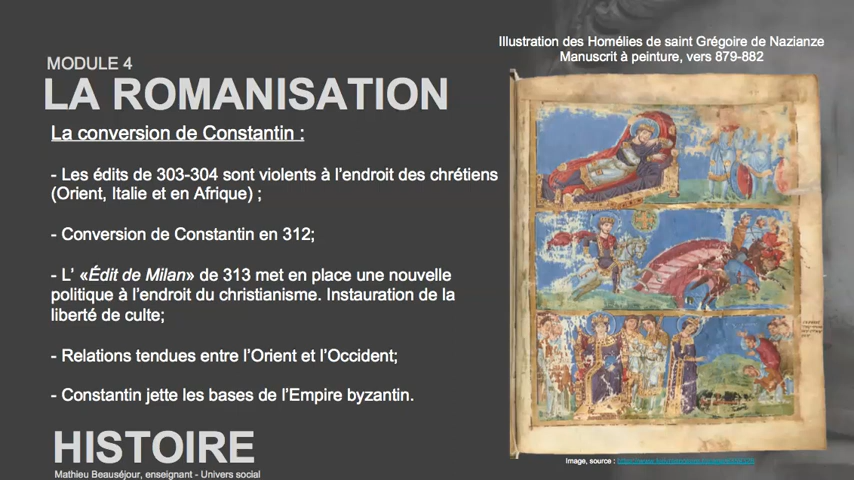 MODULE 4
LA ROMANISATION
La conversion de Constantin :
- Les édits de 303-304 sont violents à l'endroit des chrétiens
(Orient, Italie et en Afrique) ;
- Conversion de Constantin en 312;
- L' «Édit de Milan» de 313 met en place une nouvelle
politique à l'endroit du christianisme. Instauration de la
liberté de culte;
- Relations tendues entre l'Orient et l'Occident;
- Constantin jette les bases de l'Empire byzantin.
HISTOIRE
Mathieu Beauséjour, enseignant - Univers social
Illustration des Homélies de saint Grégoire de Nazianze
Manuscrit à peinture, vers 879-882
Image, source :